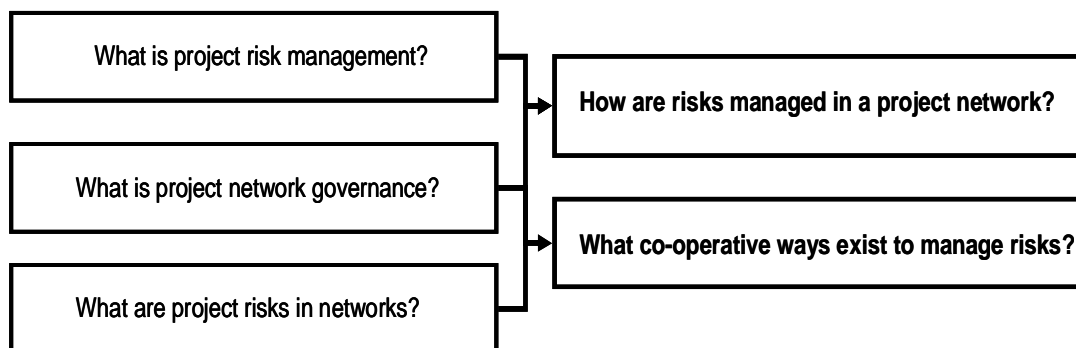 What is project risk management?
What is project network governance?
What are project risks in networks?
How are risks managed in a project network?
What co-operative ways exist to manage risks?